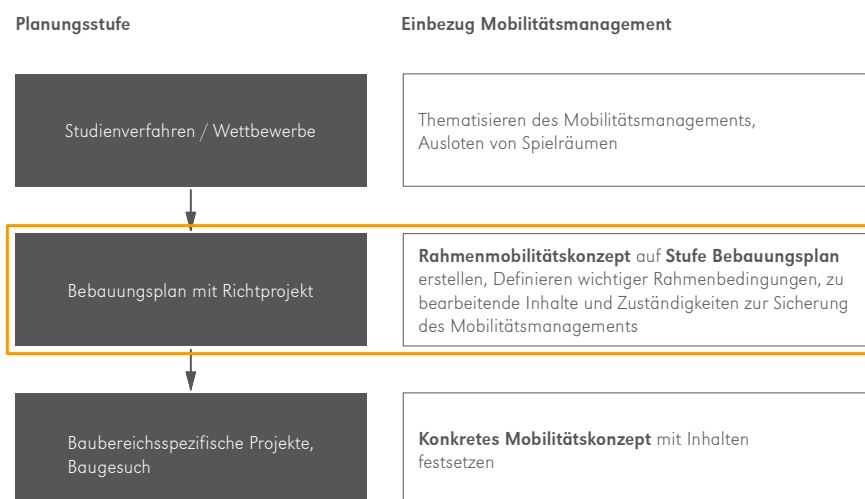 Planungsstufe
Einbezug Mobilitätsmanagement
Studienverfahren / Wettbewerbe
Thematisieren des Mobilitätsmanagements,
Ausloten von Spielräumen
Bebauungsplan mit Richtprojekt
Rahmenmobilitätskonzept auf Stufe Bebauungsplan
erstellen, Definieren wichtiger Rahmenbedingungen, zu
bearbeitende Inhalte und Zuständigkeiten zur Sicherung
des Mobilitätsmanagements
Baubereichsspezifische Projekte,
Baugesuch
Konkretes Mobilitätskonzept mit Inhalten
festsetzen